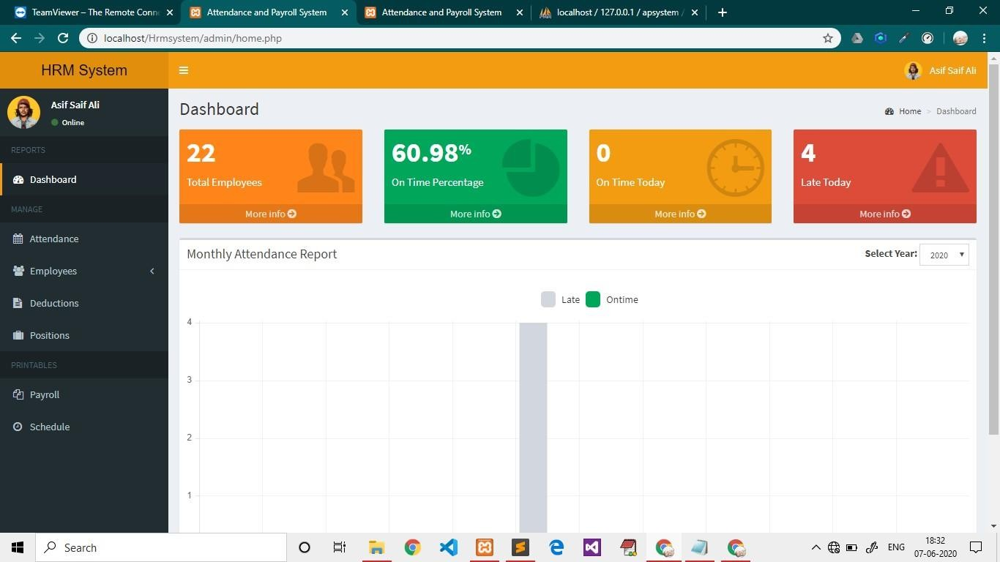 TeamViewer – The Remote Conne
Attendance and Payroll System
Attendance and Payroll System
localhost / 127.0.0.1 / apsystem /
localhost/Hrmsystem/admin/home.php
HRM System
Asif Saif Ali
Asif Saif Ali
Online
REPORTS
Dashboard
MANAGE
Attendance
Employees
Deductions
Positions
PRINTABLES
Payroll
Schedule
Dashboard
Home > Dashboard
22
Total Employees
More info
60.98%
On Time Percentage
More info
0
On Time Today
More info
4
Late Today
More info
Monthly Attendance Report
Select Year: 2020
Late Ontime
4
3
2
1
Search
ENG
18:32
07-06-2020